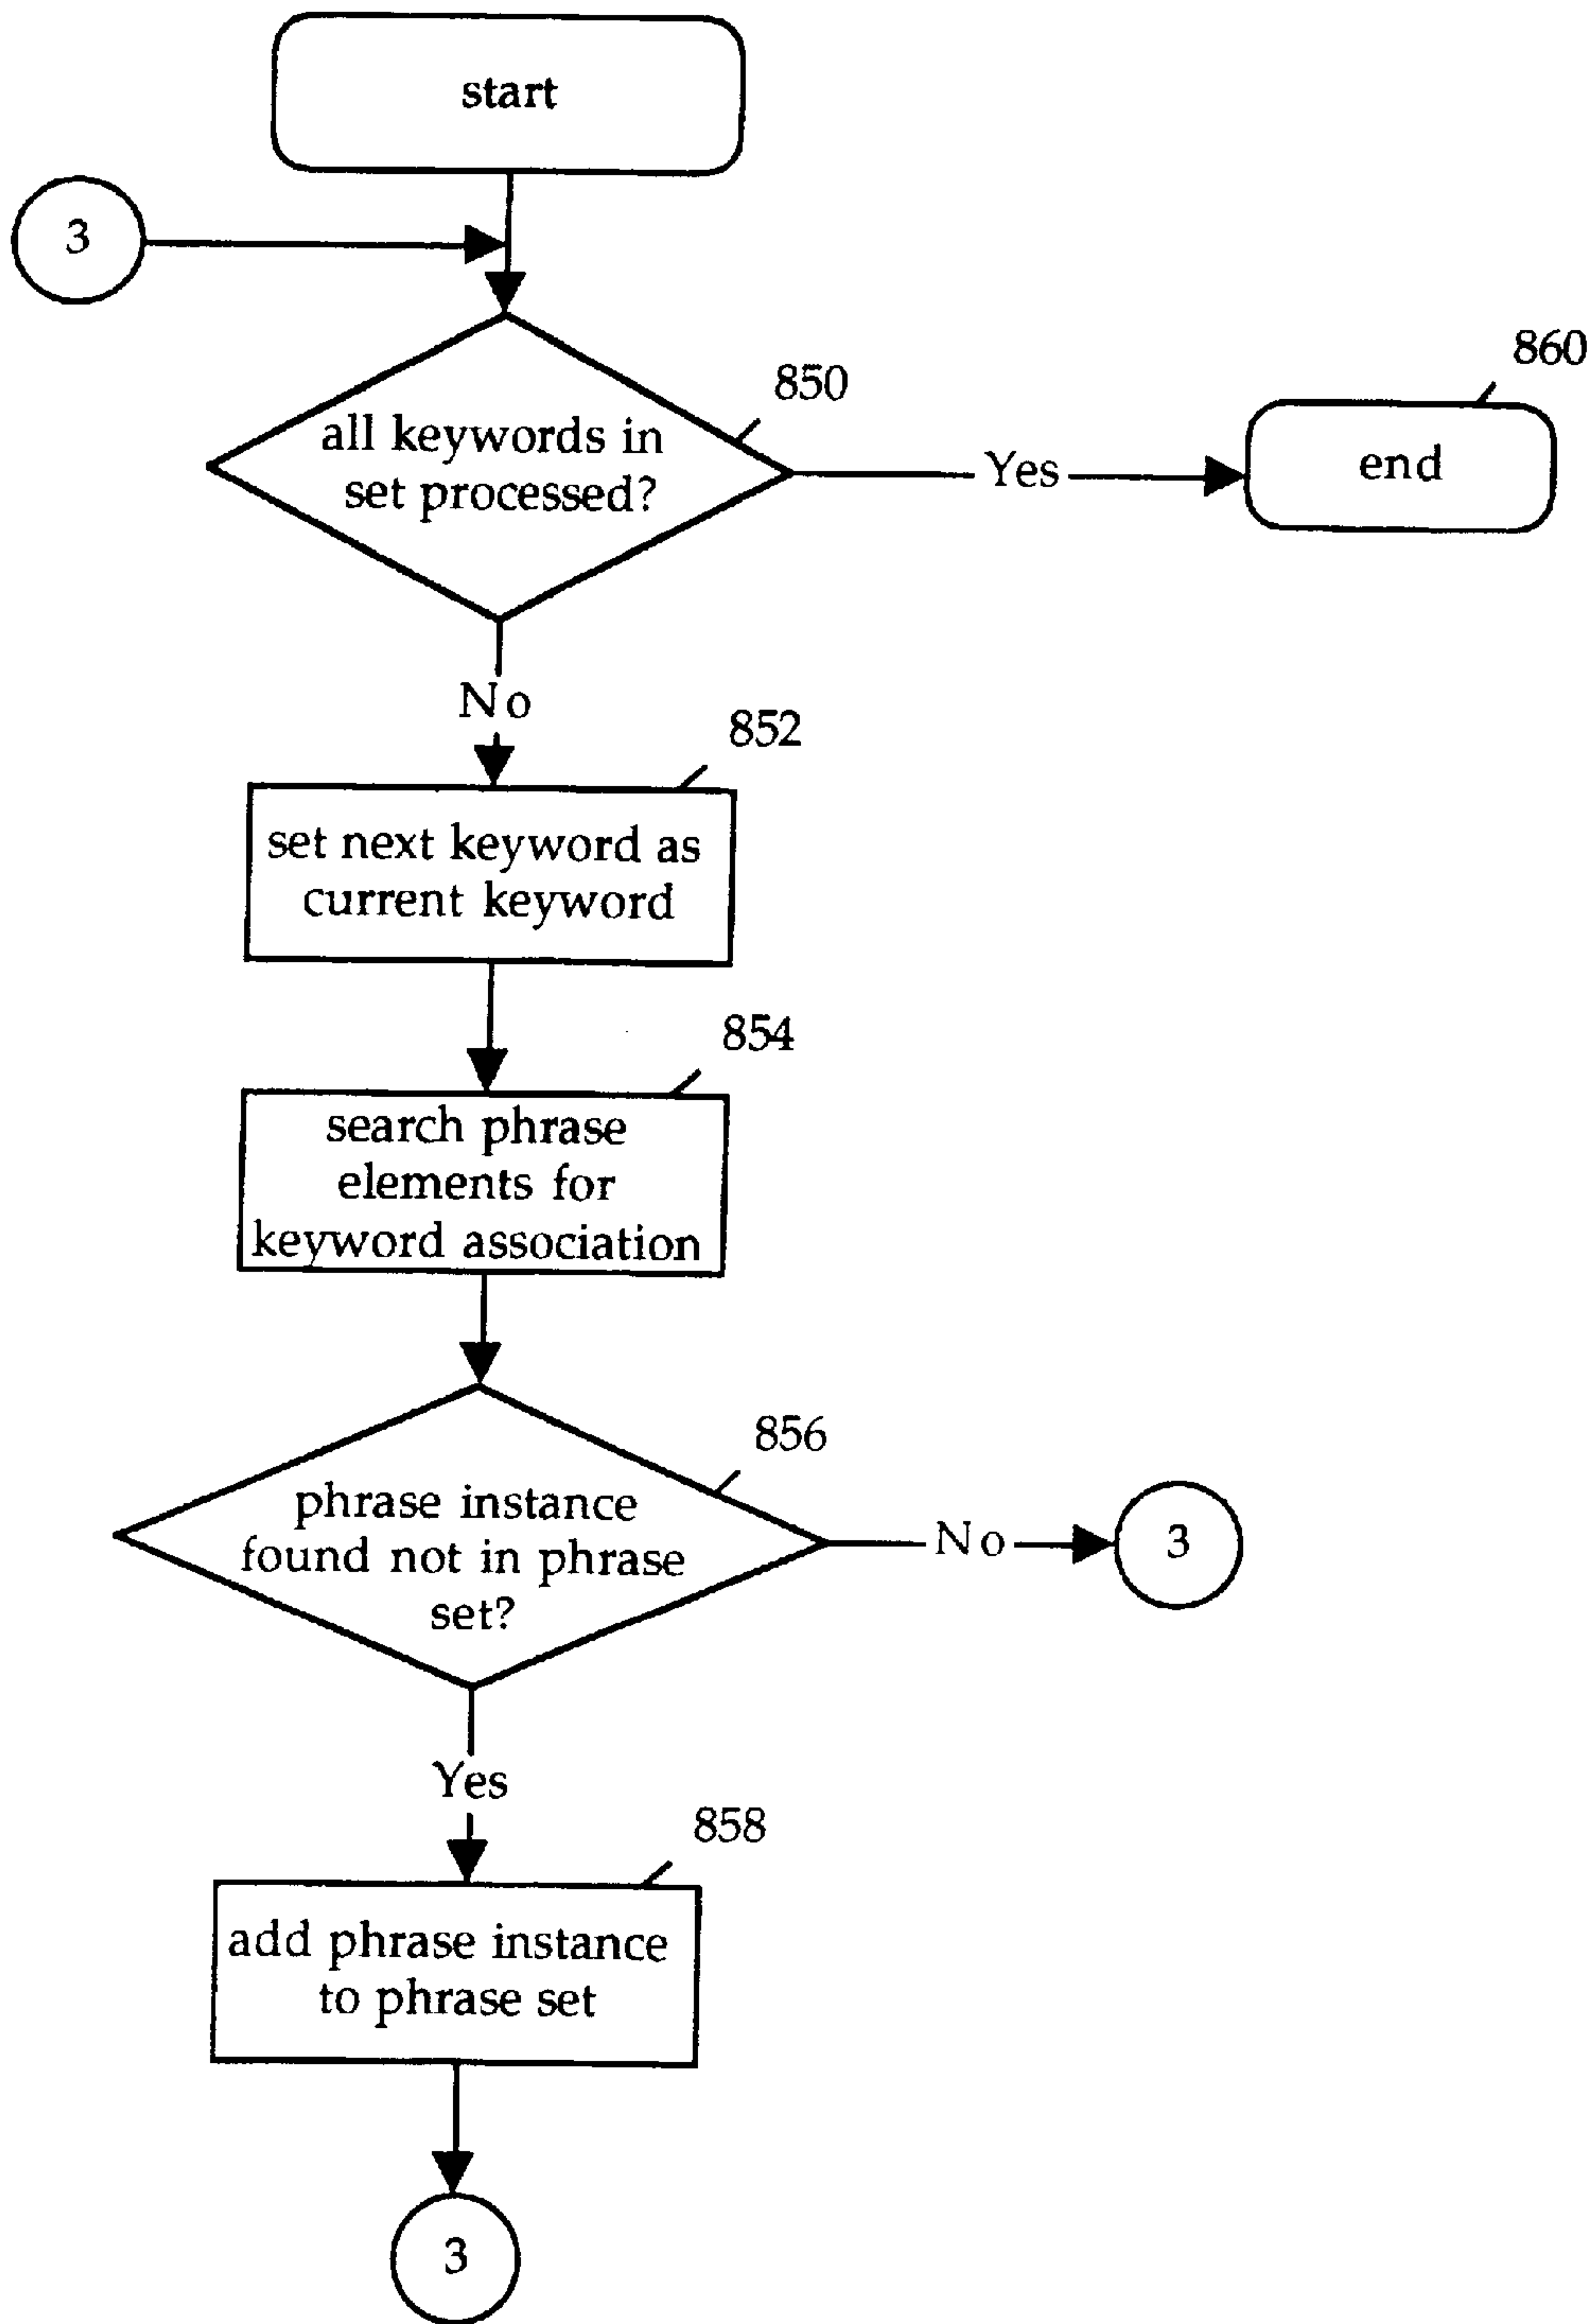 start
3
850
860
all keywords in
set processed?
Yes
end
No
852
set next keyword as
current keyword
854
search phrase
elements for
keyword association
856
phrase instance
found not in phrase
set?
No
3
Yes
858
add phrase instance
to phrase set
3